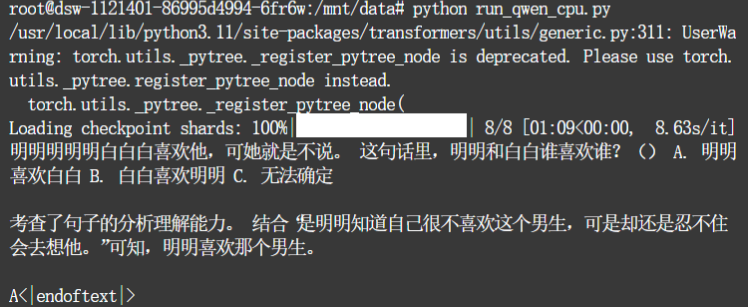 root@dsw-1121401-86995d4994-6fr6w:/mnt/data# python run_qwen_cpu.py
/usr/local/lib/python3.11/site-packages/transformers/utils/generic.py:311: UserWa
rning: torch.utils._pytree._register_pytree_node is deprecated. Please use torch.
utils._pytree.register_pytree_node instead.
  torch.utils._pytree._register_pytree_node(
Loading checkpoint shards: 100%|██████████| 8/8 [01:09<00:00,  8.63s/it]
明明明明明白白白喜欢他，可她就是不说。 这句话里，明明和白白谁喜欢谁？（） A. 明明
喜欢白白 B. 白白喜欢明明 C. 无法确定
考查了句子的分析理解能力。 结合“是明明知道自己很不喜欢这个男生，可是却还是忍不住
会去想他。”可知，明明喜欢那个男生。
A<|endoftext|>